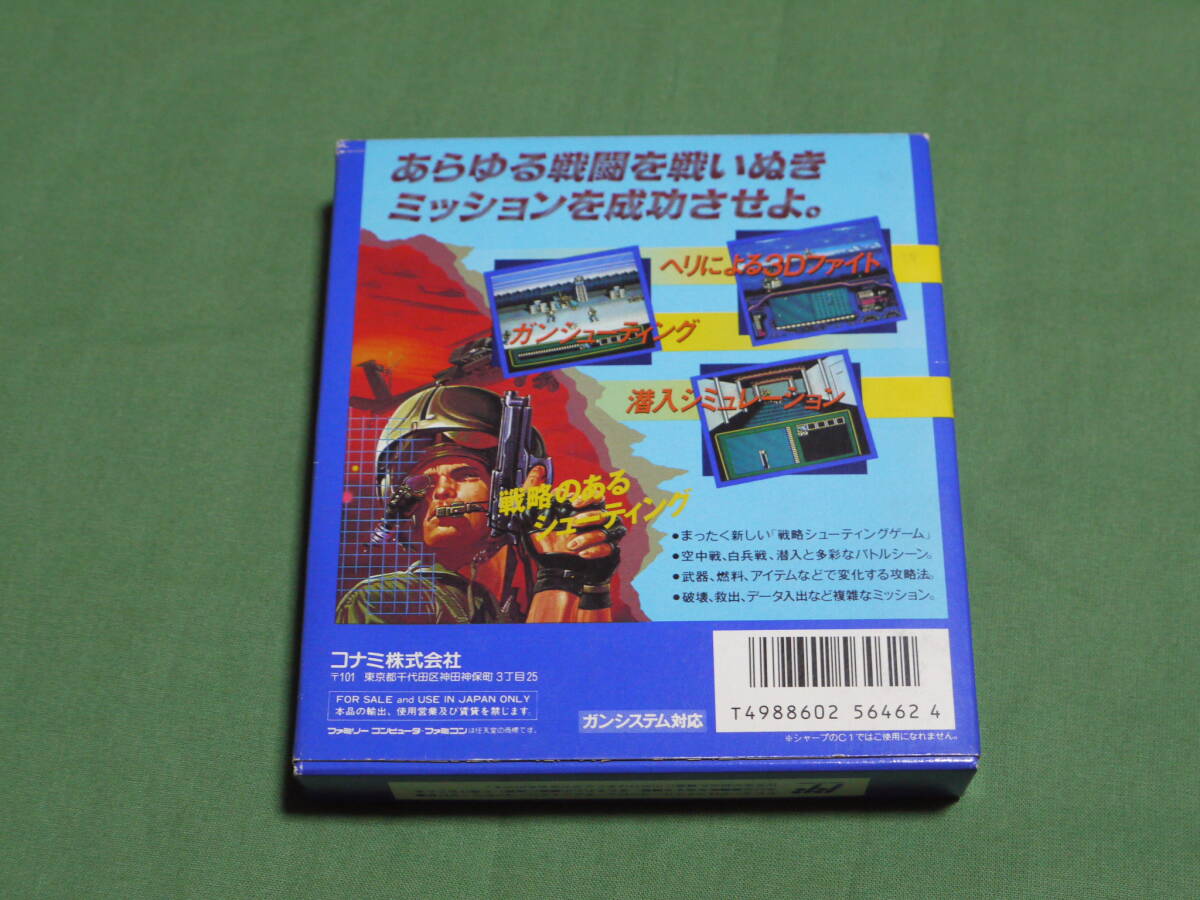 あらゆる戦闘を戦いぬき
ミッションを成功させよ。
ヘリによる3Dファイト
ガンシューティング
潜入シミュレーション
戦略のある
シューティング
●まったく新しい「戦略シューティングゲーム」
●空中戦、白兵戦、潜入と多彩なバトルシーン。
●武器、燃料、アイテムなどで変化する攻略法。
●破壊、救出、データ入出など複雑なミッション。
コナミ株式会社
〒101 東京都千代田区神田神保町3丁目25
FOR SALE and USE IN JAPAN ONLY
本品の輸出、使用営業及び賃貸を禁じます。
ファミリーコンピュータ・ファミコンは任天堂の商標です。
ガンシステム対応
T4988602 56462 4
※シャープのC1ではご使用になれません。